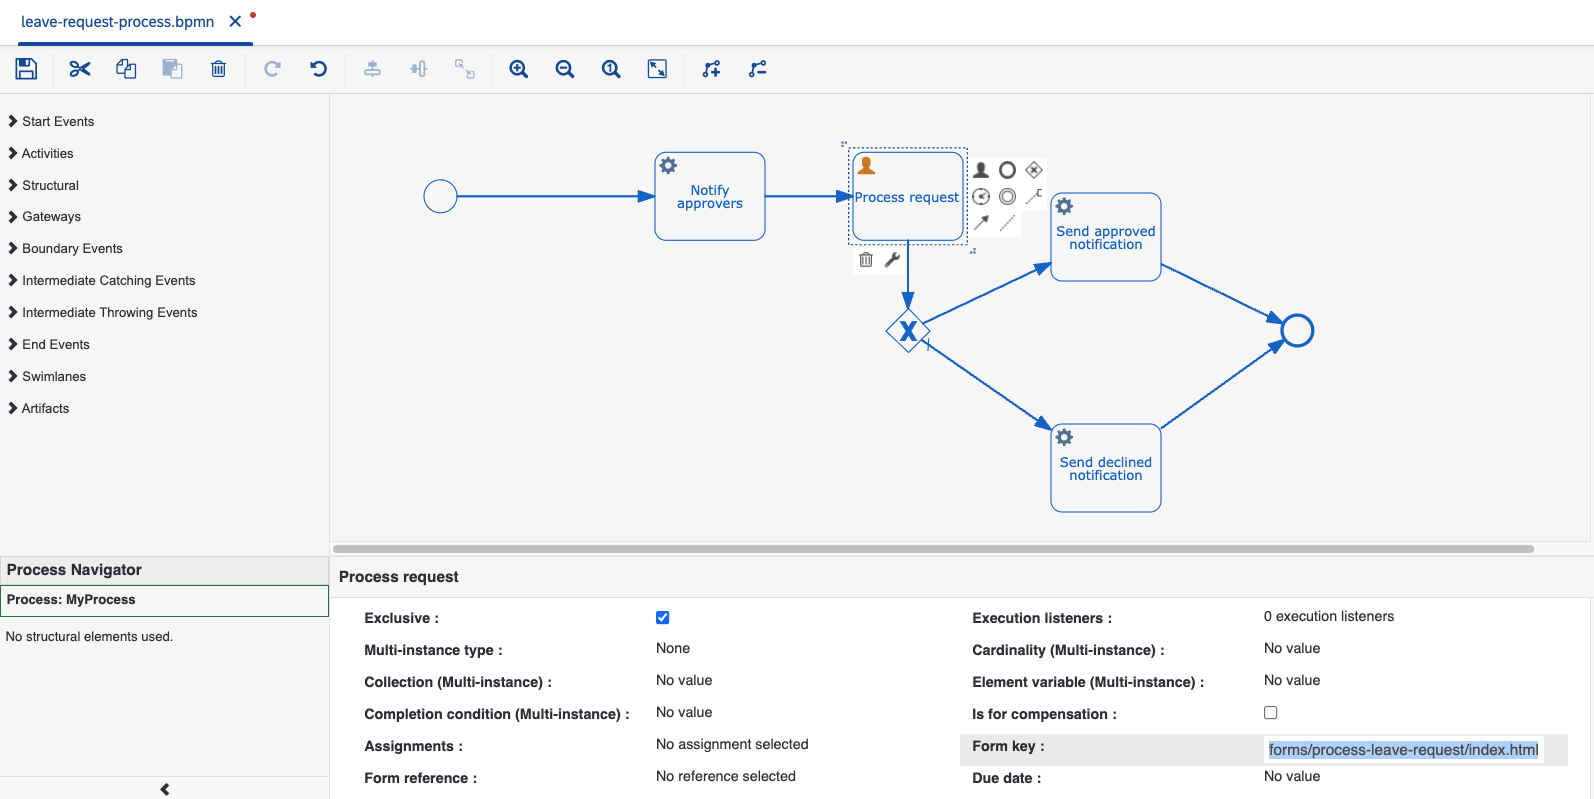 leave-request-process.bpmn
Start Events
Activities
Structural
Gateways
Boundary Events
Intermediate Catching Events
Intermediate Throwing Events
End Events
Swimlanes
Artifacts
Notify
approvers
Process request
X
Send approved
notification
Send declined
notification
Process Navigator
Process: MyProcess
No structural elements used.
Process request
Exclusive :
Execution listeners : 0 execution listeners
Multi-instance type : None
Cardinality (Multi-instance) : No value
Collection (Multi-instance) : No value
Element variable (Multi-instance) : No value
Completion condition (Multi-instance) : No value
Is for compensation :
Assignments : No assignment selected
Form key : forms/process-leave-request/index.html
Form reference : No reference selected
Due date : No value